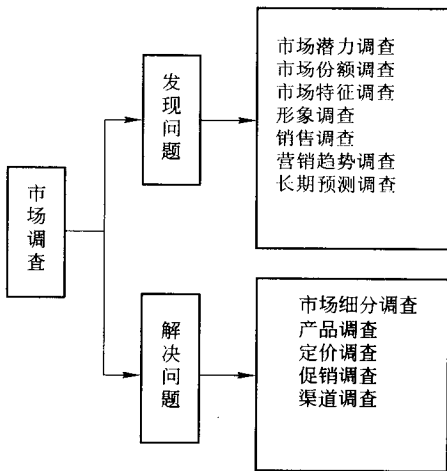 市场调查
发现问题
市场潜力调查
市场份额调查
市场特征调查
形象调查
销售调查
营销趋势调查
长期预测调查
解决问题
市场细分调查
产品调查
定价调查
促销调查
渠道调查